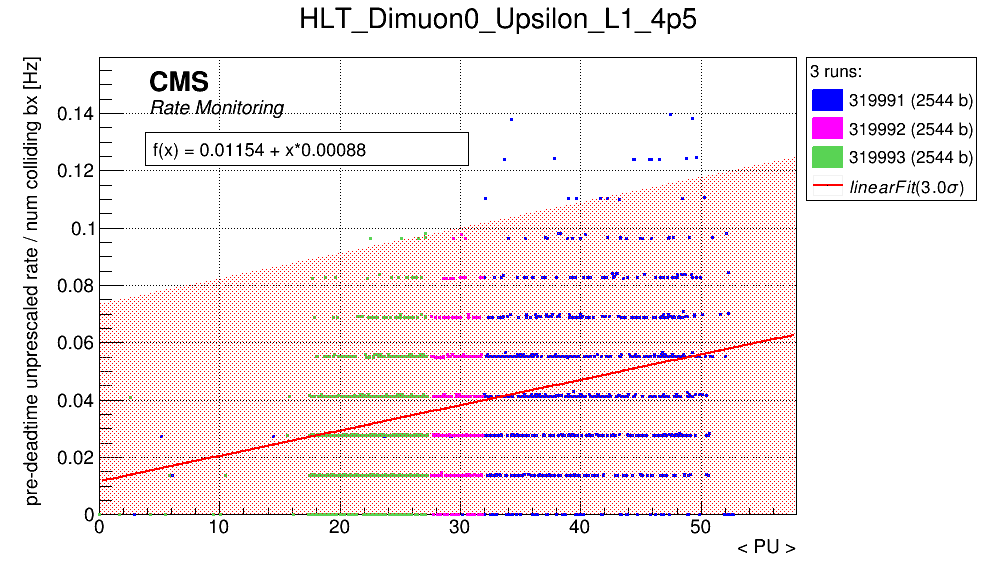 HLT_Dimuon0_Upsilon_L1_4p5
pre-deadtime unprescaled rate / num colliding bx [Hz]
CMS
Rate Monitoring
f(x) = 0.01154 + x*0.00088
0.14
0.12
0.1
0.08
0.06
0.04
0.02
0
0 10 20 30 40 50
< PU >
3 runs:
319991 (2544 b)
319992 (2544 b)
319993 (2544 b)
linearFit(3.0σ)